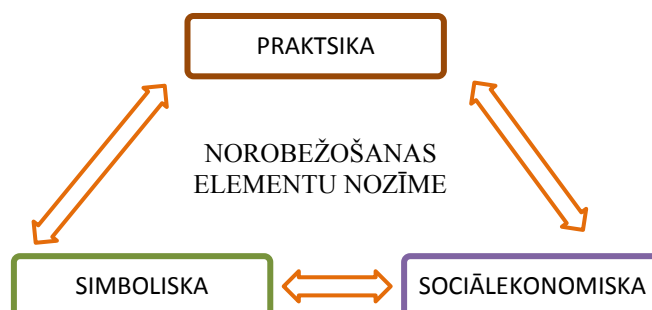 PRAKTSIKA
NOROBEŽOŠANAS
ELEMENTU NOZĪME
SIMBOLISKA
SOCIĀLEKONOMISKA